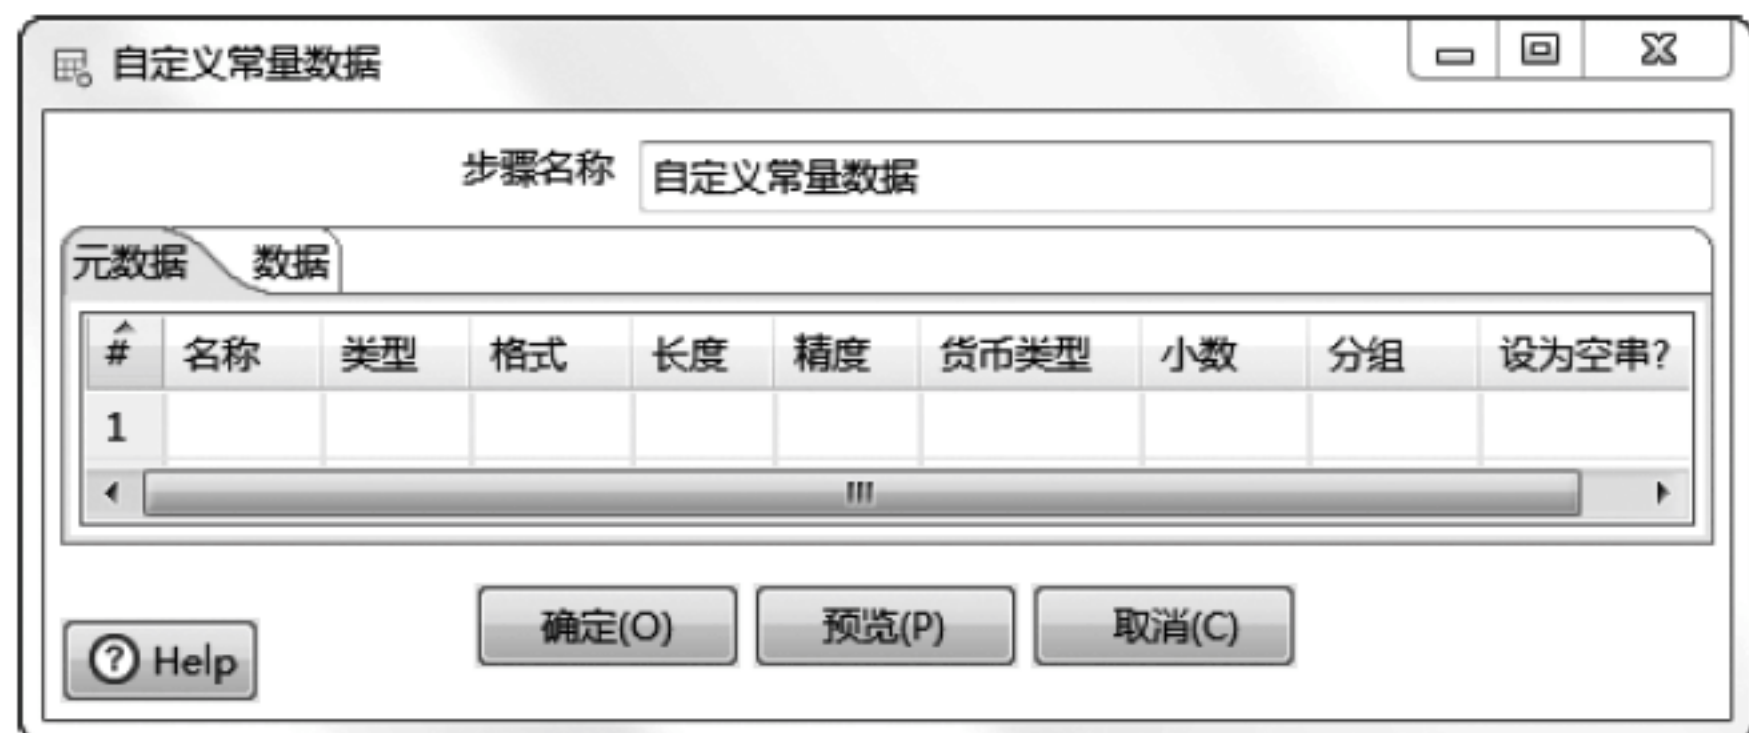 自定义常量数据
步骤名称 自定义常量数据
元数据 数据
# 名称 类型 格式 长度 精度 货币类型 小数 分组 设为空串?
1
确定(O) 预览(P) 取消(C)
Help